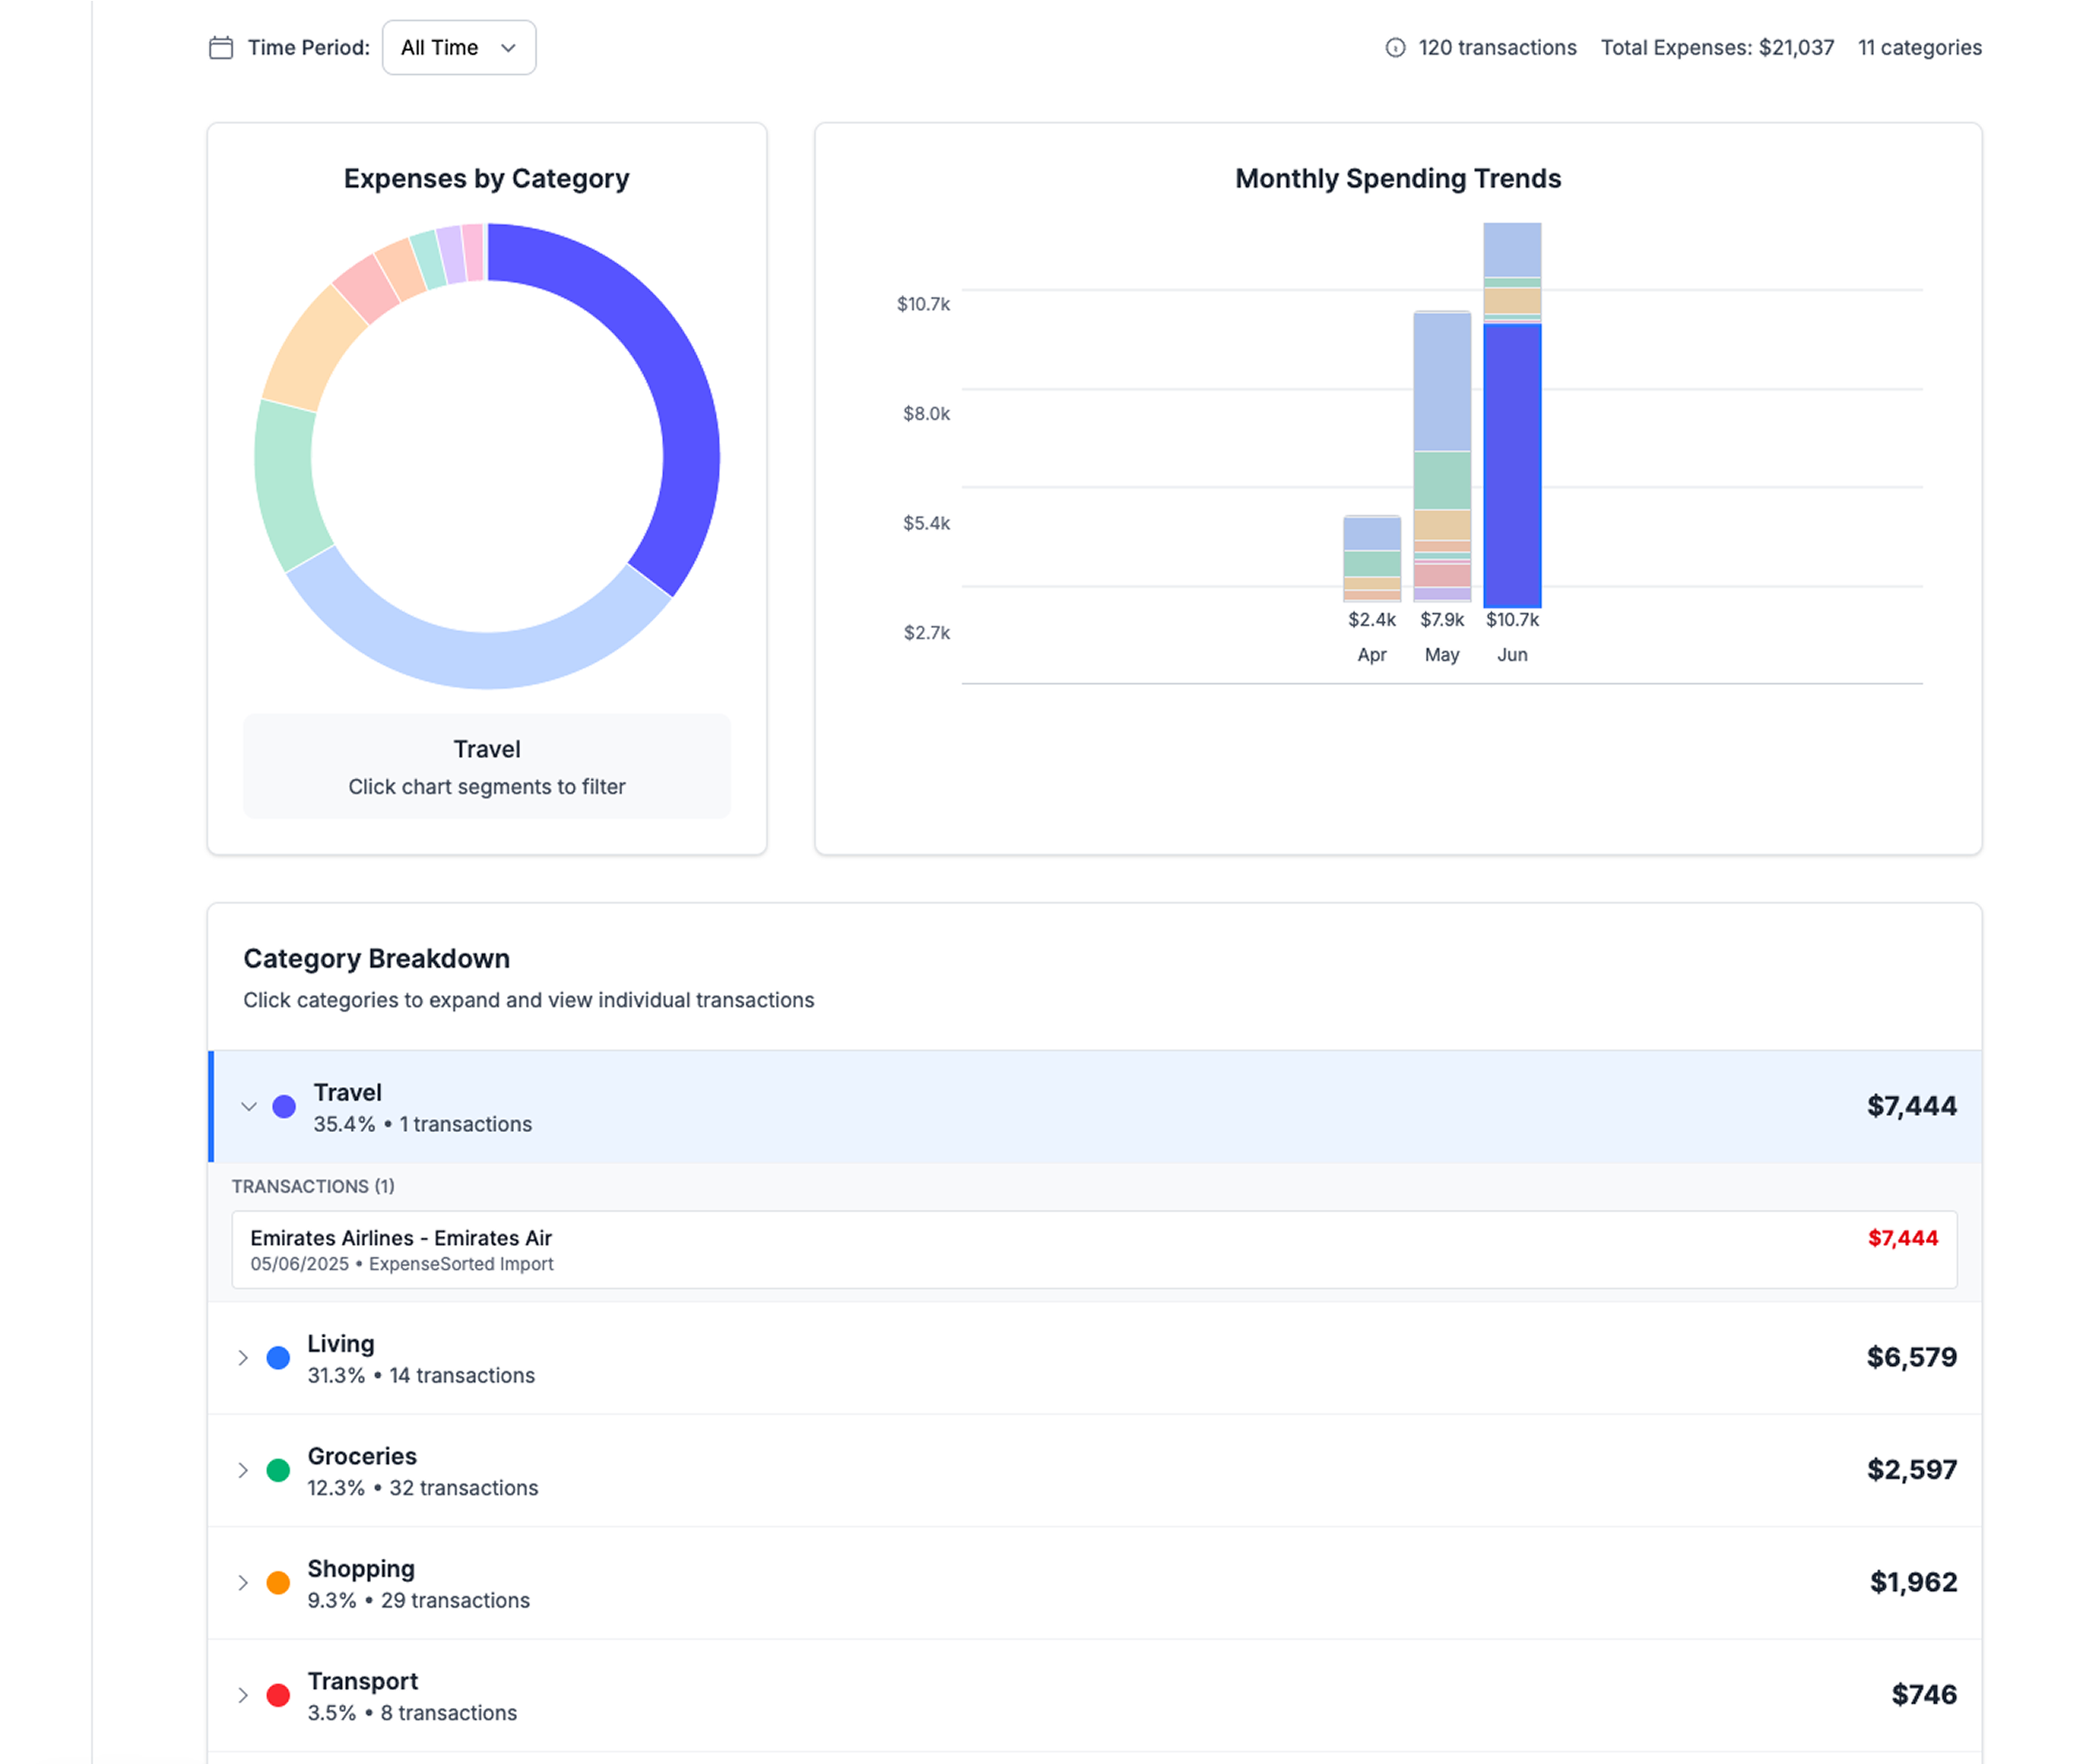 Time Period: All Time
120 transactions Total Expenses: $21,037 11 categories
Expenses by Category
Travel
Click chart segments to filter
Monthly Spending Trends
$10.7k
$8.0k
$5.4k
$2.7k
$2.4k $7.9k $10.7k
Apr May Jun
Category Breakdown
Click categories to expand and view individual transactions
Travel
35.4% • 1 transactions
$7,444
TRANSACTIONS (1)
Emirates Airlines - Emirates Air
05/06/2025 • ExpenseSorted Import
$7,444
Living
31.3% • 14 transactions
$6,579
Groceries
12.3% • 32 transactions
$2,597
Shopping
9.3% • 29 transactions
$1,962
Transport
3.5% • 8 transactions
$746